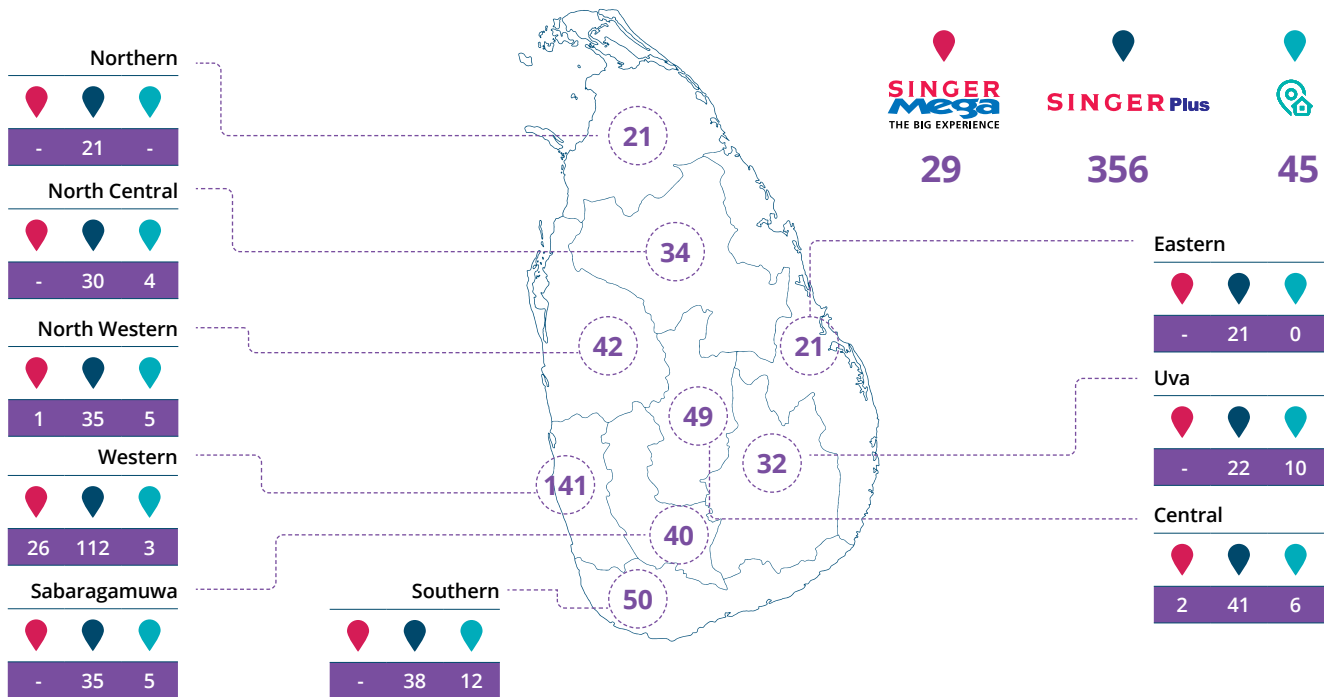 Northern
- 21 -
North Central
- 30 4
North Western
1 35 5
Western
26 112 3
Sabaragamuwa
- 35 5
Southern
- 38 12
21
34
42
21
49
32
141
40
50
SINGER
Mega
THE BIG EXPERIENCE
29
SINGER Plus
356
45
Eastern
- 21 0
Uva
- 22 10
Central
2 41 6